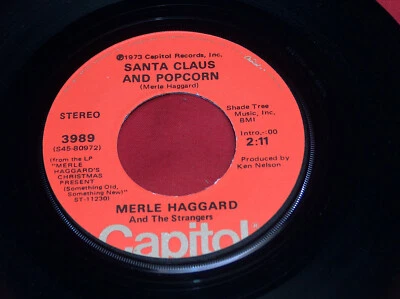 ℗1973 Capitol Records, Inc.
SANTA CLAUS
AND POPCORN
(Merle Haggard)
STEREO
3989
(S45-80972)
(from the LP
"MERLE
HAGGARD'S
CHRISTMAS
PRESENT
(Something Old,
Something New)"
ST-11230)
Shade Tree
Music, Inc.
BMI
Intro.-:00
2:11
Produced by
Ken Nelson
MERLE HAGGARD
And The Strangers
Capitol